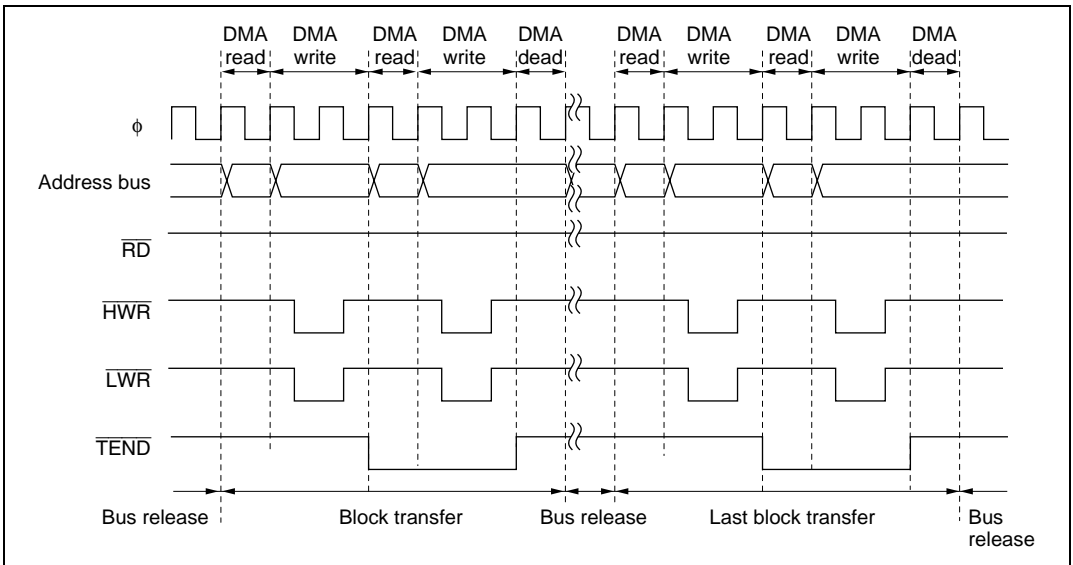 DMA read
DMA write
DMA read
DMA write
DMA dead
DMA read
DMA write
DMA read
DMA write
DMA dead
ϕ
Address bus
RD
HWR
LWR
TEND
Bus release
Block transfer
Bus release
Last block transfer
Bus
release